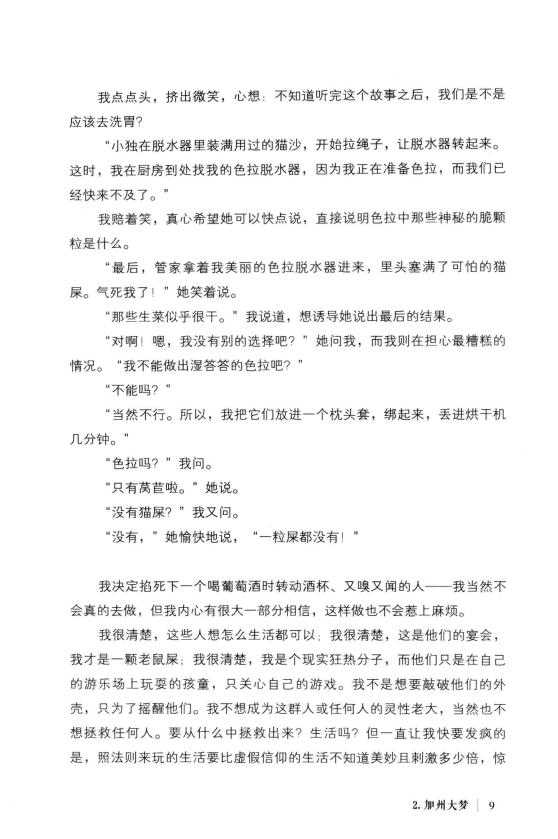 我点点头，挤出微笑，心想：不知道听完这个故事之后，我们是不是
应该去洗胃？
“小独在脱水器里装满用过的猫沙，开始拉绳子，让脱水器转起来。
这时，我在厨房到处找我的色拉脱水器，因为我正在准备色拉，而我们已
经快来不及了。”
我赔着笑，真心希望她可以快点说，直接说明色拉中那些神秘的脆颗
粒是什么。
“最后，管家拿着我美丽的色拉脱水器进来，里头塞满了可怕的猫
屎。气死我了！”她笑着说。
“那些生菜似乎很干。”我说道，想诱导她说出最后的结果。
“对啊！嗯，我没有别的选择吧？”她问我，而我则在担心最糟糕的
情况。“我不能做出湿答答的色拉吧？”
“不能吗？”
“当然不行。所以，我把它们放进一个枕头套，绑起来，丢进烘干机
几分钟。”
“色拉吗？”我问。
“只有莴苣啦。”她说。
“没有猫屎？”我又问。
“没有，”她愉快地说，“一粒屎都没有！”
我决定掐死下一个喝葡萄酒时转动酒杯、又嗅又闻的人——我当然不
会真的去做，但我内心有很大一部分相信，这样做也不会惹上麻烦。
我很清楚，这些人想怎么生活都可以；我很清楚，这是他们的宴会，
我才是一颗老鼠屎；我很清楚，我是个现实狂热分子，而他们只是在自己
的游乐场上玩耍的孩童，只关心自己的游戏。我不是想要敲破他们的外
壳，只为了摇醒他们。我不想成为这群人或任何人的灵性老大，当然也不
想拯救任何人。要从什么中拯救出来？生活吗？但一直让我快要发疯的
是，照法则来玩的生活要比虚假信仰的生活不知道美妙且刺激多少倍，惊
2. 加州大梦 | 9